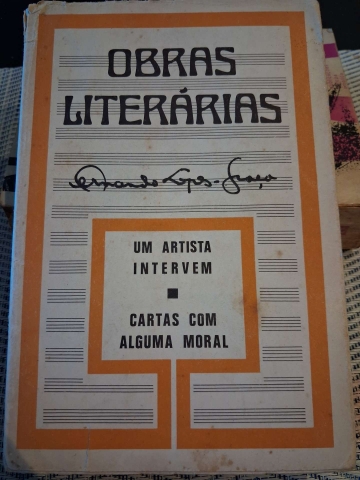 OBRAS
LITERÁRIAS
Fernando Lopes-Graça
UM ARTISTA
INTERVEM
CARTAS COM
ALGUMA MORAL